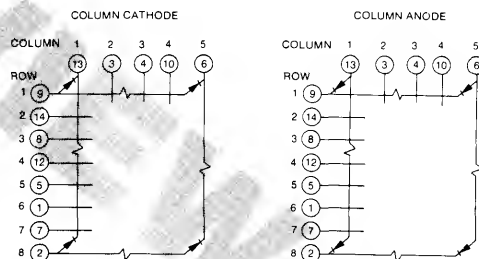 COLUMN CATHODE COLUMN ANODE
COLUMN 1 2 3 4 5 COLUMN 1 2 3 4 5
13 3 4 10 6 13 3 4 10 6
ROW ROW
1 9 1 9
2 14 2 14
3 8 3 8
4 12 4 12
5 5 5 5
6 1 6 1
7 7 7 7
8 2 8 2